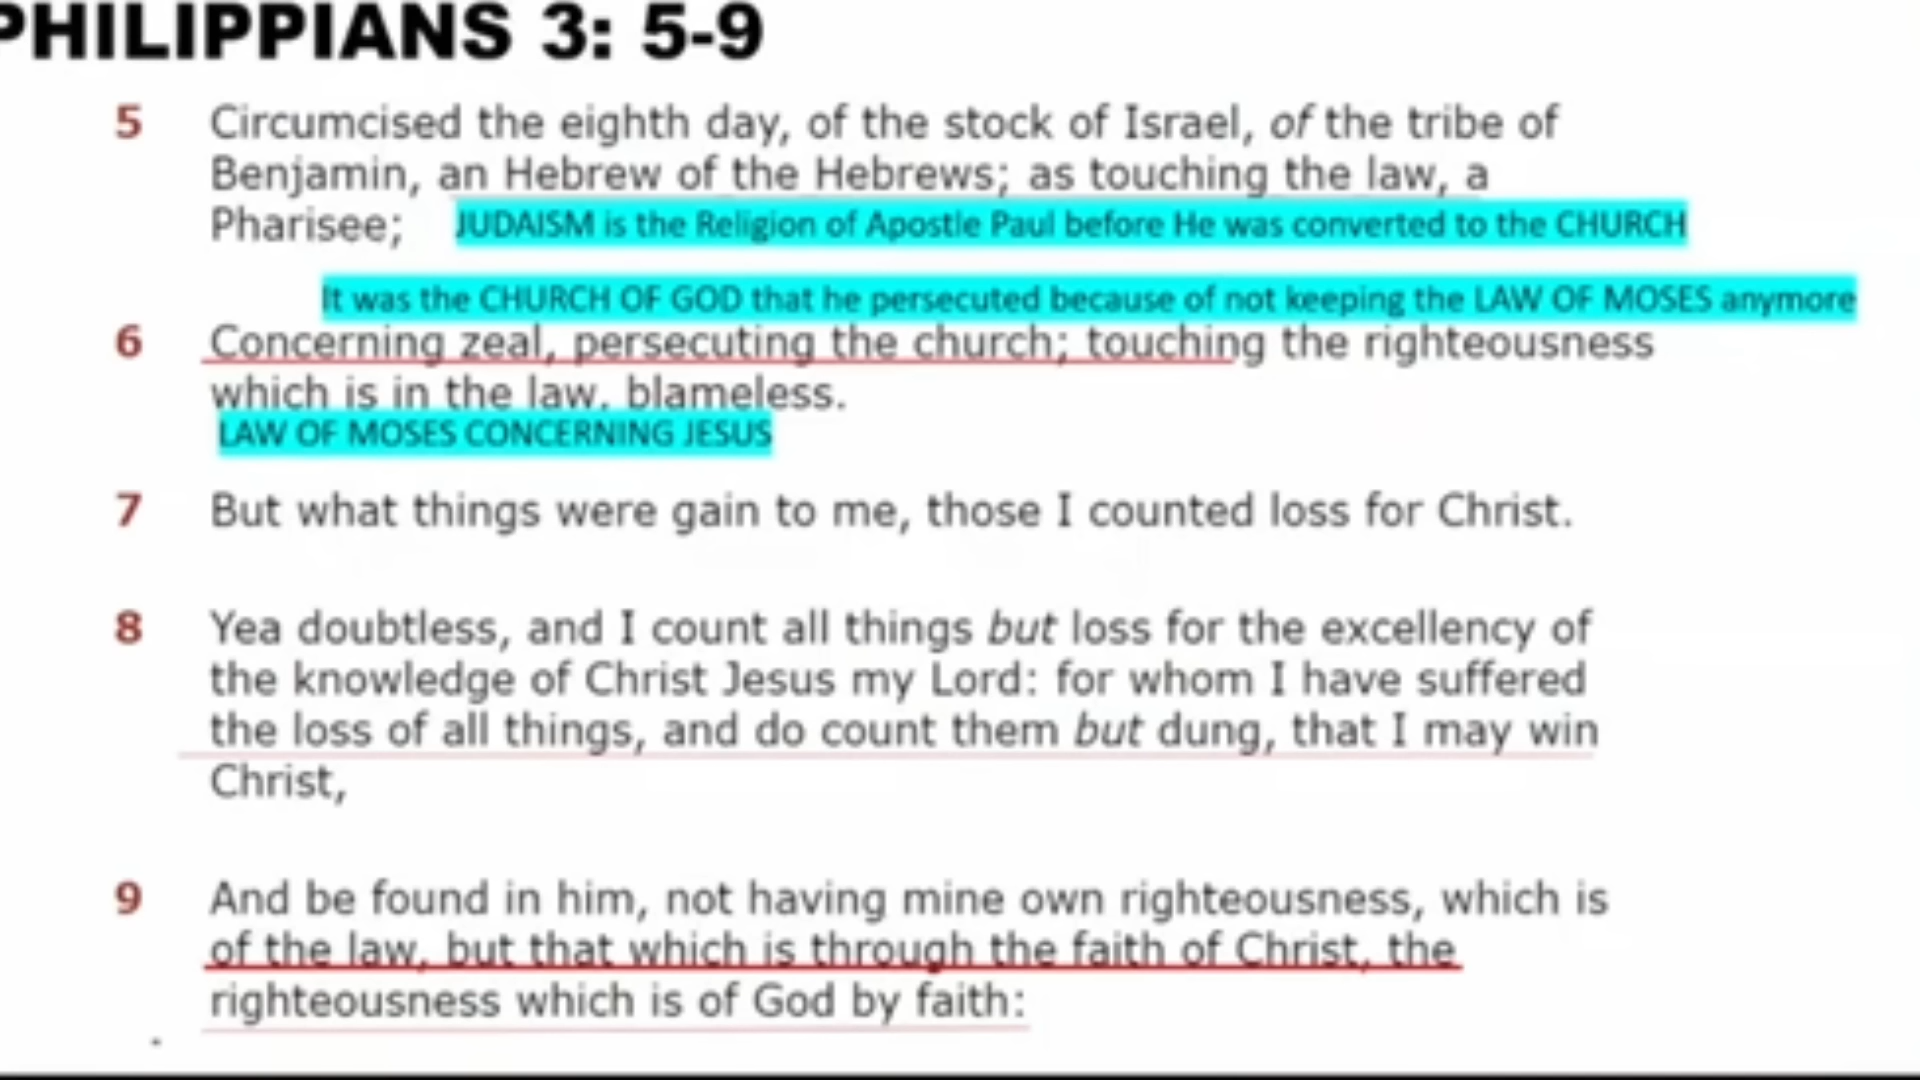 PHILIPPIANS 3: 5-9
5 Circumcised the eighth day, of the stock of Israel, of the tribe of
Benjamin, an Hebrew of the Hebrews; as touching the law, a
Pharisee; JUDAISM is the Religion of Apostle Paul before He was converted to the CHURCH
It was the CHURCH OF GOD that he persecuted because of not keeping the LAW OF MOSES anymore
6 Concerning zeal, persecuting the church; touching the righteousness
which is in the law, blameless.
LAW OF MOSES CONCERNING JESUS
7 But what things were gain to me, those I counted loss for Christ.
8 Yea doubtless, and I count all things but loss for the excellency of
the knowledge of Christ Jesus my Lord: for whom I have suffered
the loss of all things, and do count them but dung, that I may win
Christ,
9 And be found in him, not having mine own righteousness, which is
of the law, but that which is through the faith of Christ, the
righteousness which is of God by faith: